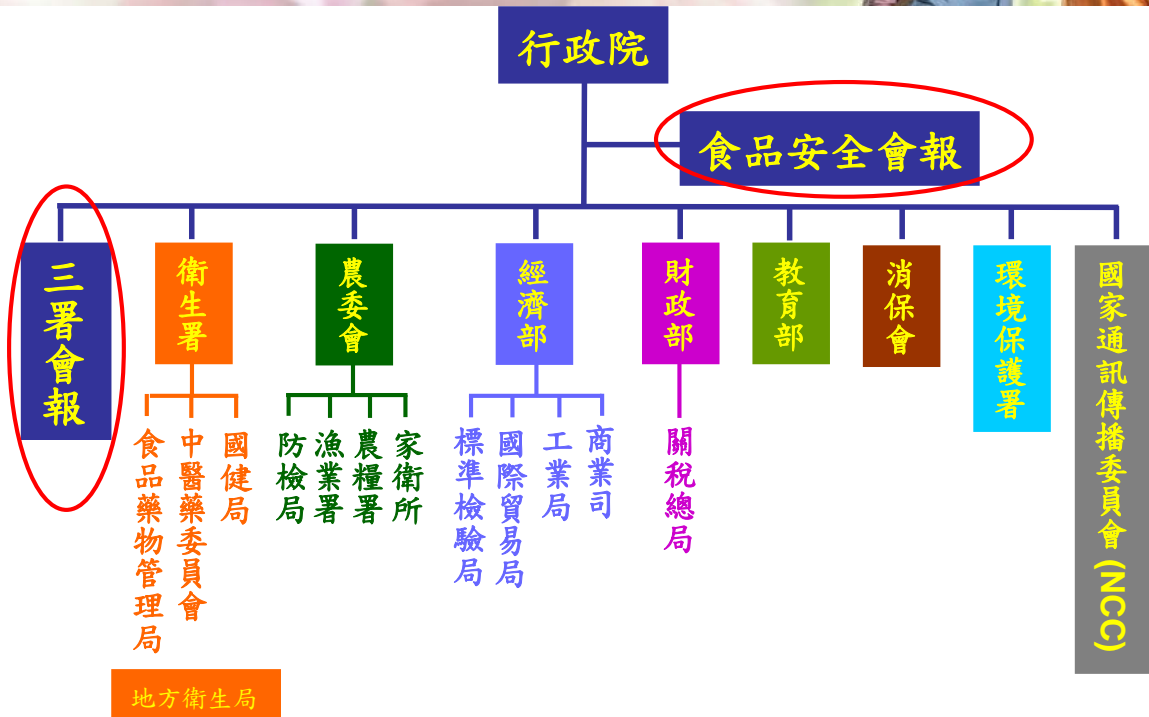 行政院
食品安全會報
三署會報
衛生署
農委會
經濟部
財政部
教育部
消保會
環境保護署
國家通訊傳播委員會(NCC)
食品藥物管理局
中醫藥委員會
國健局
防檢局
漁業署
農糧署
家衛所
標準檢驗局
國際貿易局
工業局
商業司
關稅總局
地方衛生局